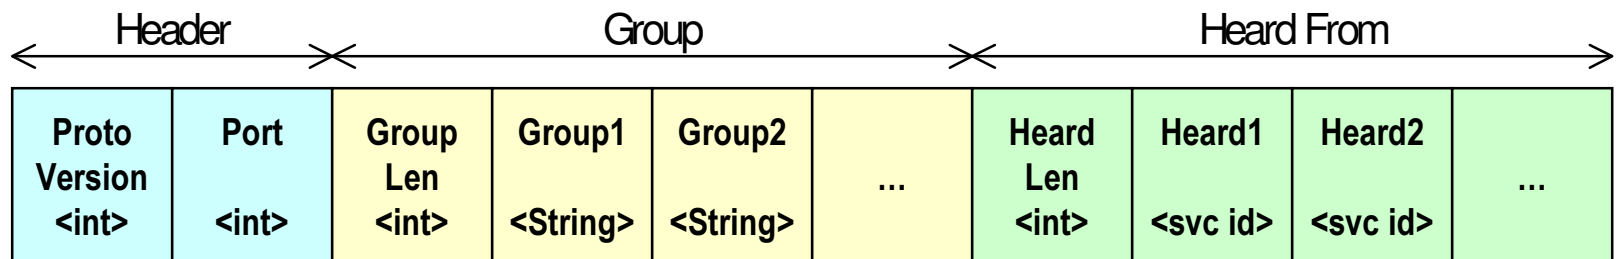 Header Group Heard From
Proto Port Group Group1 Group2 Heard Heard1 Heard2
Version Len ... Len ...
<int> <int> <int> <String> <String> <int> <svc id> <svc id>